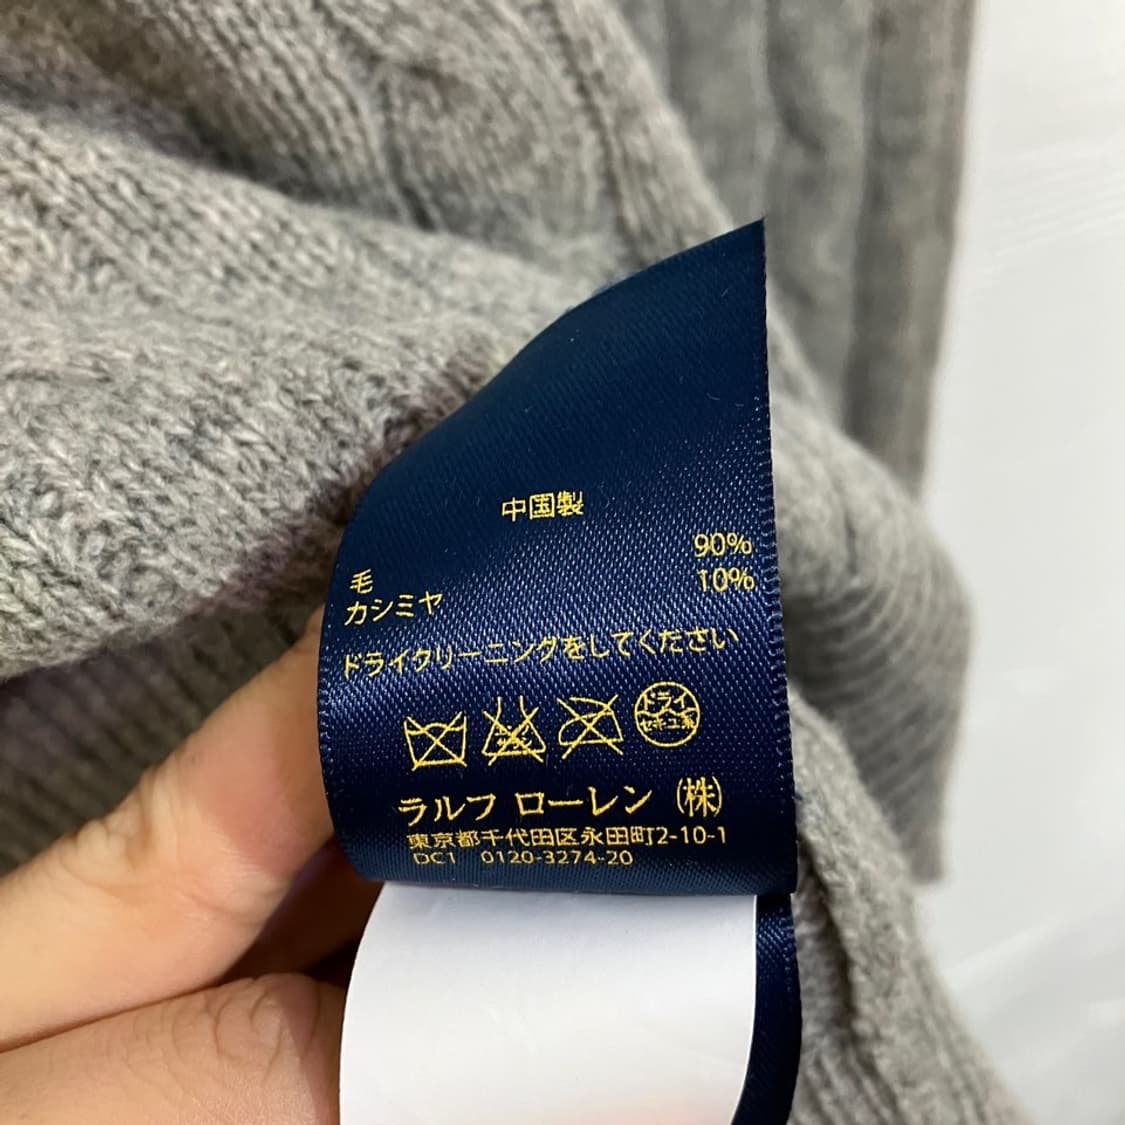 中国製
毛 90%
カシミヤ 10%
ドライクリーニングをしてください
ドライ
セキユ系
ラルフ ローレン (株)
東京都千代田区永田町2-10-1
DC1 0120-3274-20